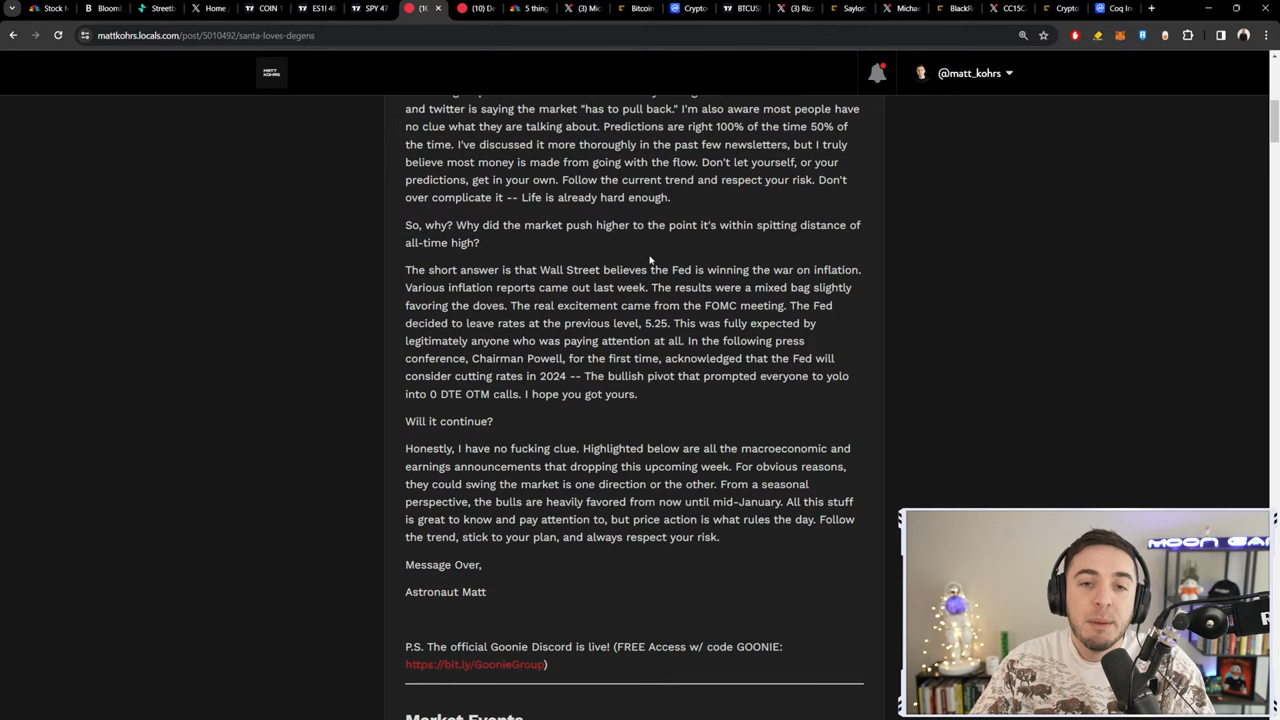 Stock M
Bloom
Streetb
Home
COIN 1
ES1! 48
SPY 47
(10
(10) De
5 thing
(3) Mic
Bitcoin
Crypto
BTCUS
(3) Riz
Saylor
Michae
BlackR
CC15C
Crypto
Coq In
mattkohrs.locals.com/post/5010492/santa-loves-degens
MATT
KOHRS
@matt_kohrs
and twitter is saying the market "has to pull back." I'm also aware most people have
no clue what they are talking about. Predictions are right 100% of the time 50% of
the time. I've discussed it more thoroughly in the past few newsletters, but I truly
believe most money is made from going with the flow. Don't let yourself, or your
predictions, get in your own. Follow the current trend and respect your risk. Don't
over complicate it -- Life is already hard enough.
So, why? Why did the market push higher to the point it's within spitting distance of
all-time high?
The short answer is that Wall Street believes the Fed is winning the war on inflation.
Various inflation reports came out last week. The results were a mixed bag slightly
favoring the doves. The real excitement came from the FOMC meeting. The Fed
decided to leave rates at the previous level, 5.25. This was fully expected by
legitimately anyone who was paying attention at all. In the following press
conference, Chairman Powell, for the first time, acknowledged that the Fed will
consider cutting rates in 2024 -- The bullish pivot that prompted everyone to yolo
into 0 DTE OTM calls. I hope you got yours.
Will it continue?
Honestly, I have no fucking clue. Highlighted below are all the macroeconomic and
earnings announcements that dropping this upcoming week. For obvious reasons,
they could swing the market is one direction or the other. From a seasonal
perspective, the bulls are heavily favored from now until mid-January. All this stuff
is great to know and pay attention to, but price action is what rules the day. Follow
the trend, stick to your plan, and always respect your risk.
Message Over,
Astronaut Matt
P.S. The official Goonie Discord is live! (FREE Access w/ code GOONIE:
https://bit.ly/GoonieGroup)
Market Events
MOON GA